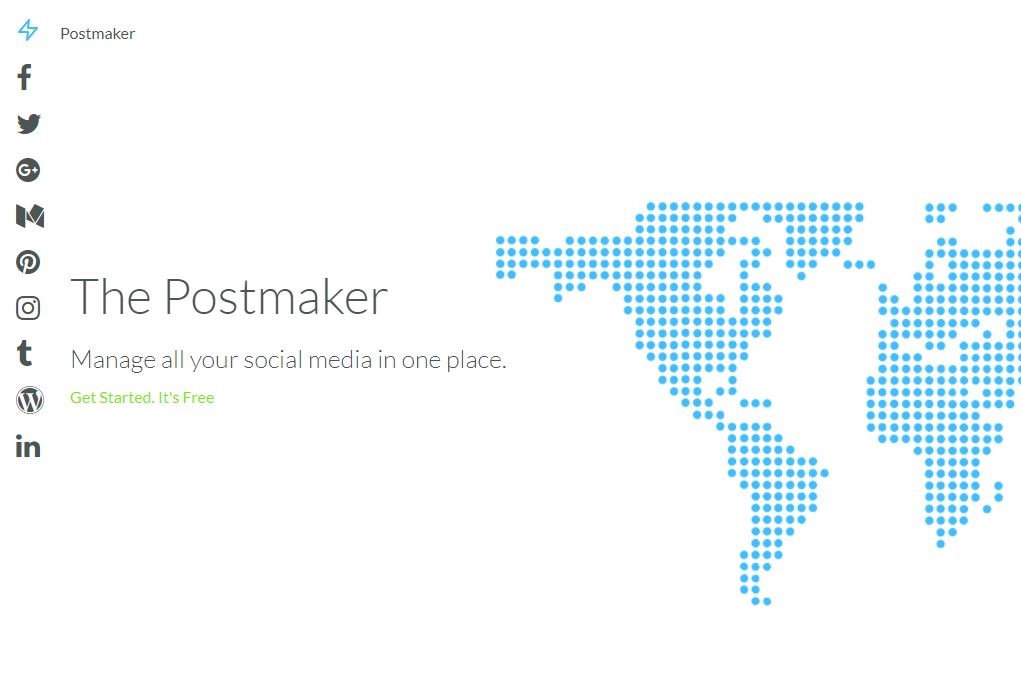 Postmaker
The Postmaker
Manage all your social media in one place.
Get Started. It's Free